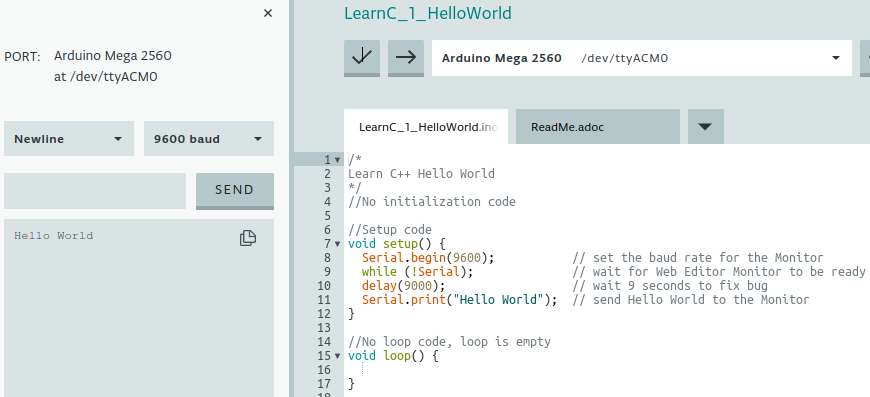 ×
PORT: Arduino Mega 2560
at /dev/ttyACM0
Newline
9600 baud
SEND
Hello World
LearnC_1_HelloWorld
Arduino Mega 2560 /dev/ttyACM0
LearnC_1_HelloWorld.ino
ReadMe.adoc
1 /*
2 Learn C++ Hello World
3 */
4 //No initialization code
5
6 //Setup code
7 void setup() {
8 Serial.begin(9600); // set the baud rate for the Monitor
9 while (!Serial); // wait for Web Editor Monitor to be ready
10 delay(9000); // wait 9 seconds to fix bug
11 Serial.print("Hello World"); // send Hello World to the Monitor
12 }
13
14 //No loop code, loop is empty
15 void loop() {
16
17 }
18